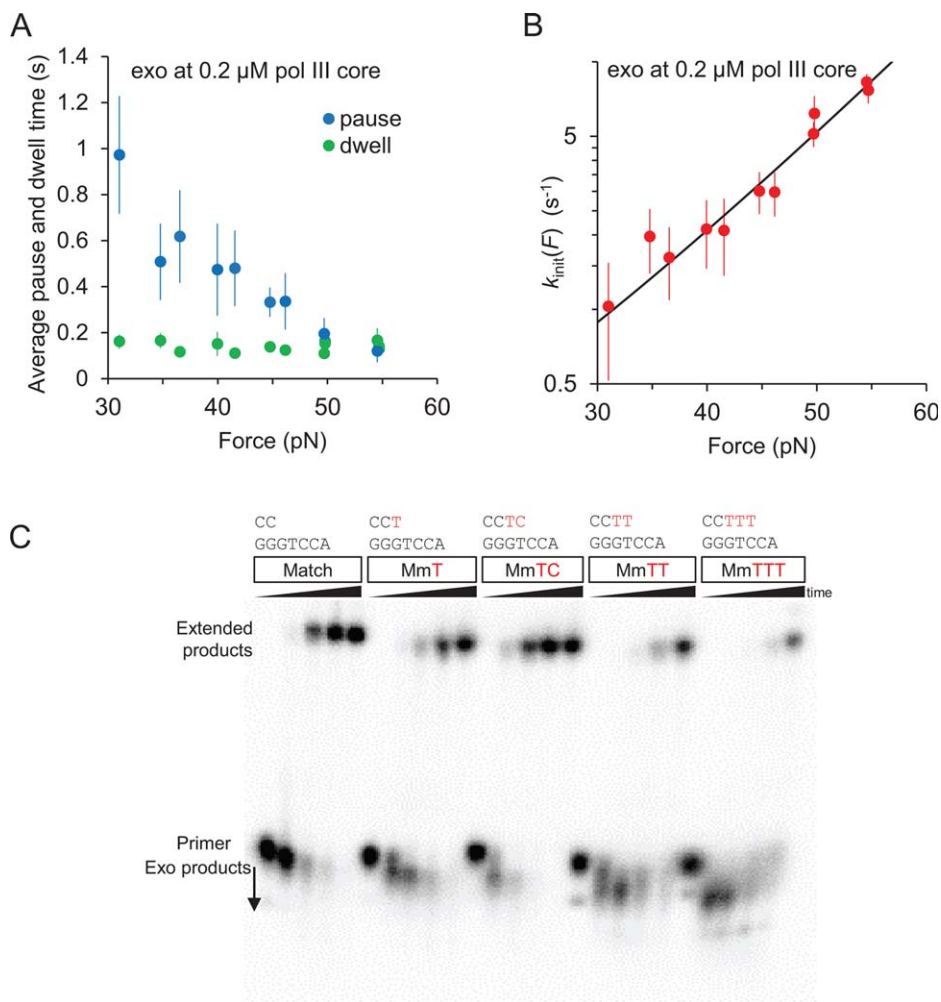 A
exo at 0.2 μM pol III core
pause
dwell
Average pause and dwell time (s)
1.4
1.2
1
0.8
0.6
0.4
0.2
0
30
40
50
60
Force (pN)
B
exo at 0.2 μM pol III core
kinit(F) (s-1)
5
0.5
30
40
50
60
Force (pN)
C
CC
GGGTCCA
Match
CCT
GGGTCCA
MmT
CCTC
GGGTCCA
MmTC
CCTT
GGGTCCA
MmTT
CCTTT
GGGTCCA
MmTTT
time
Extended
products
Primer
Exo products